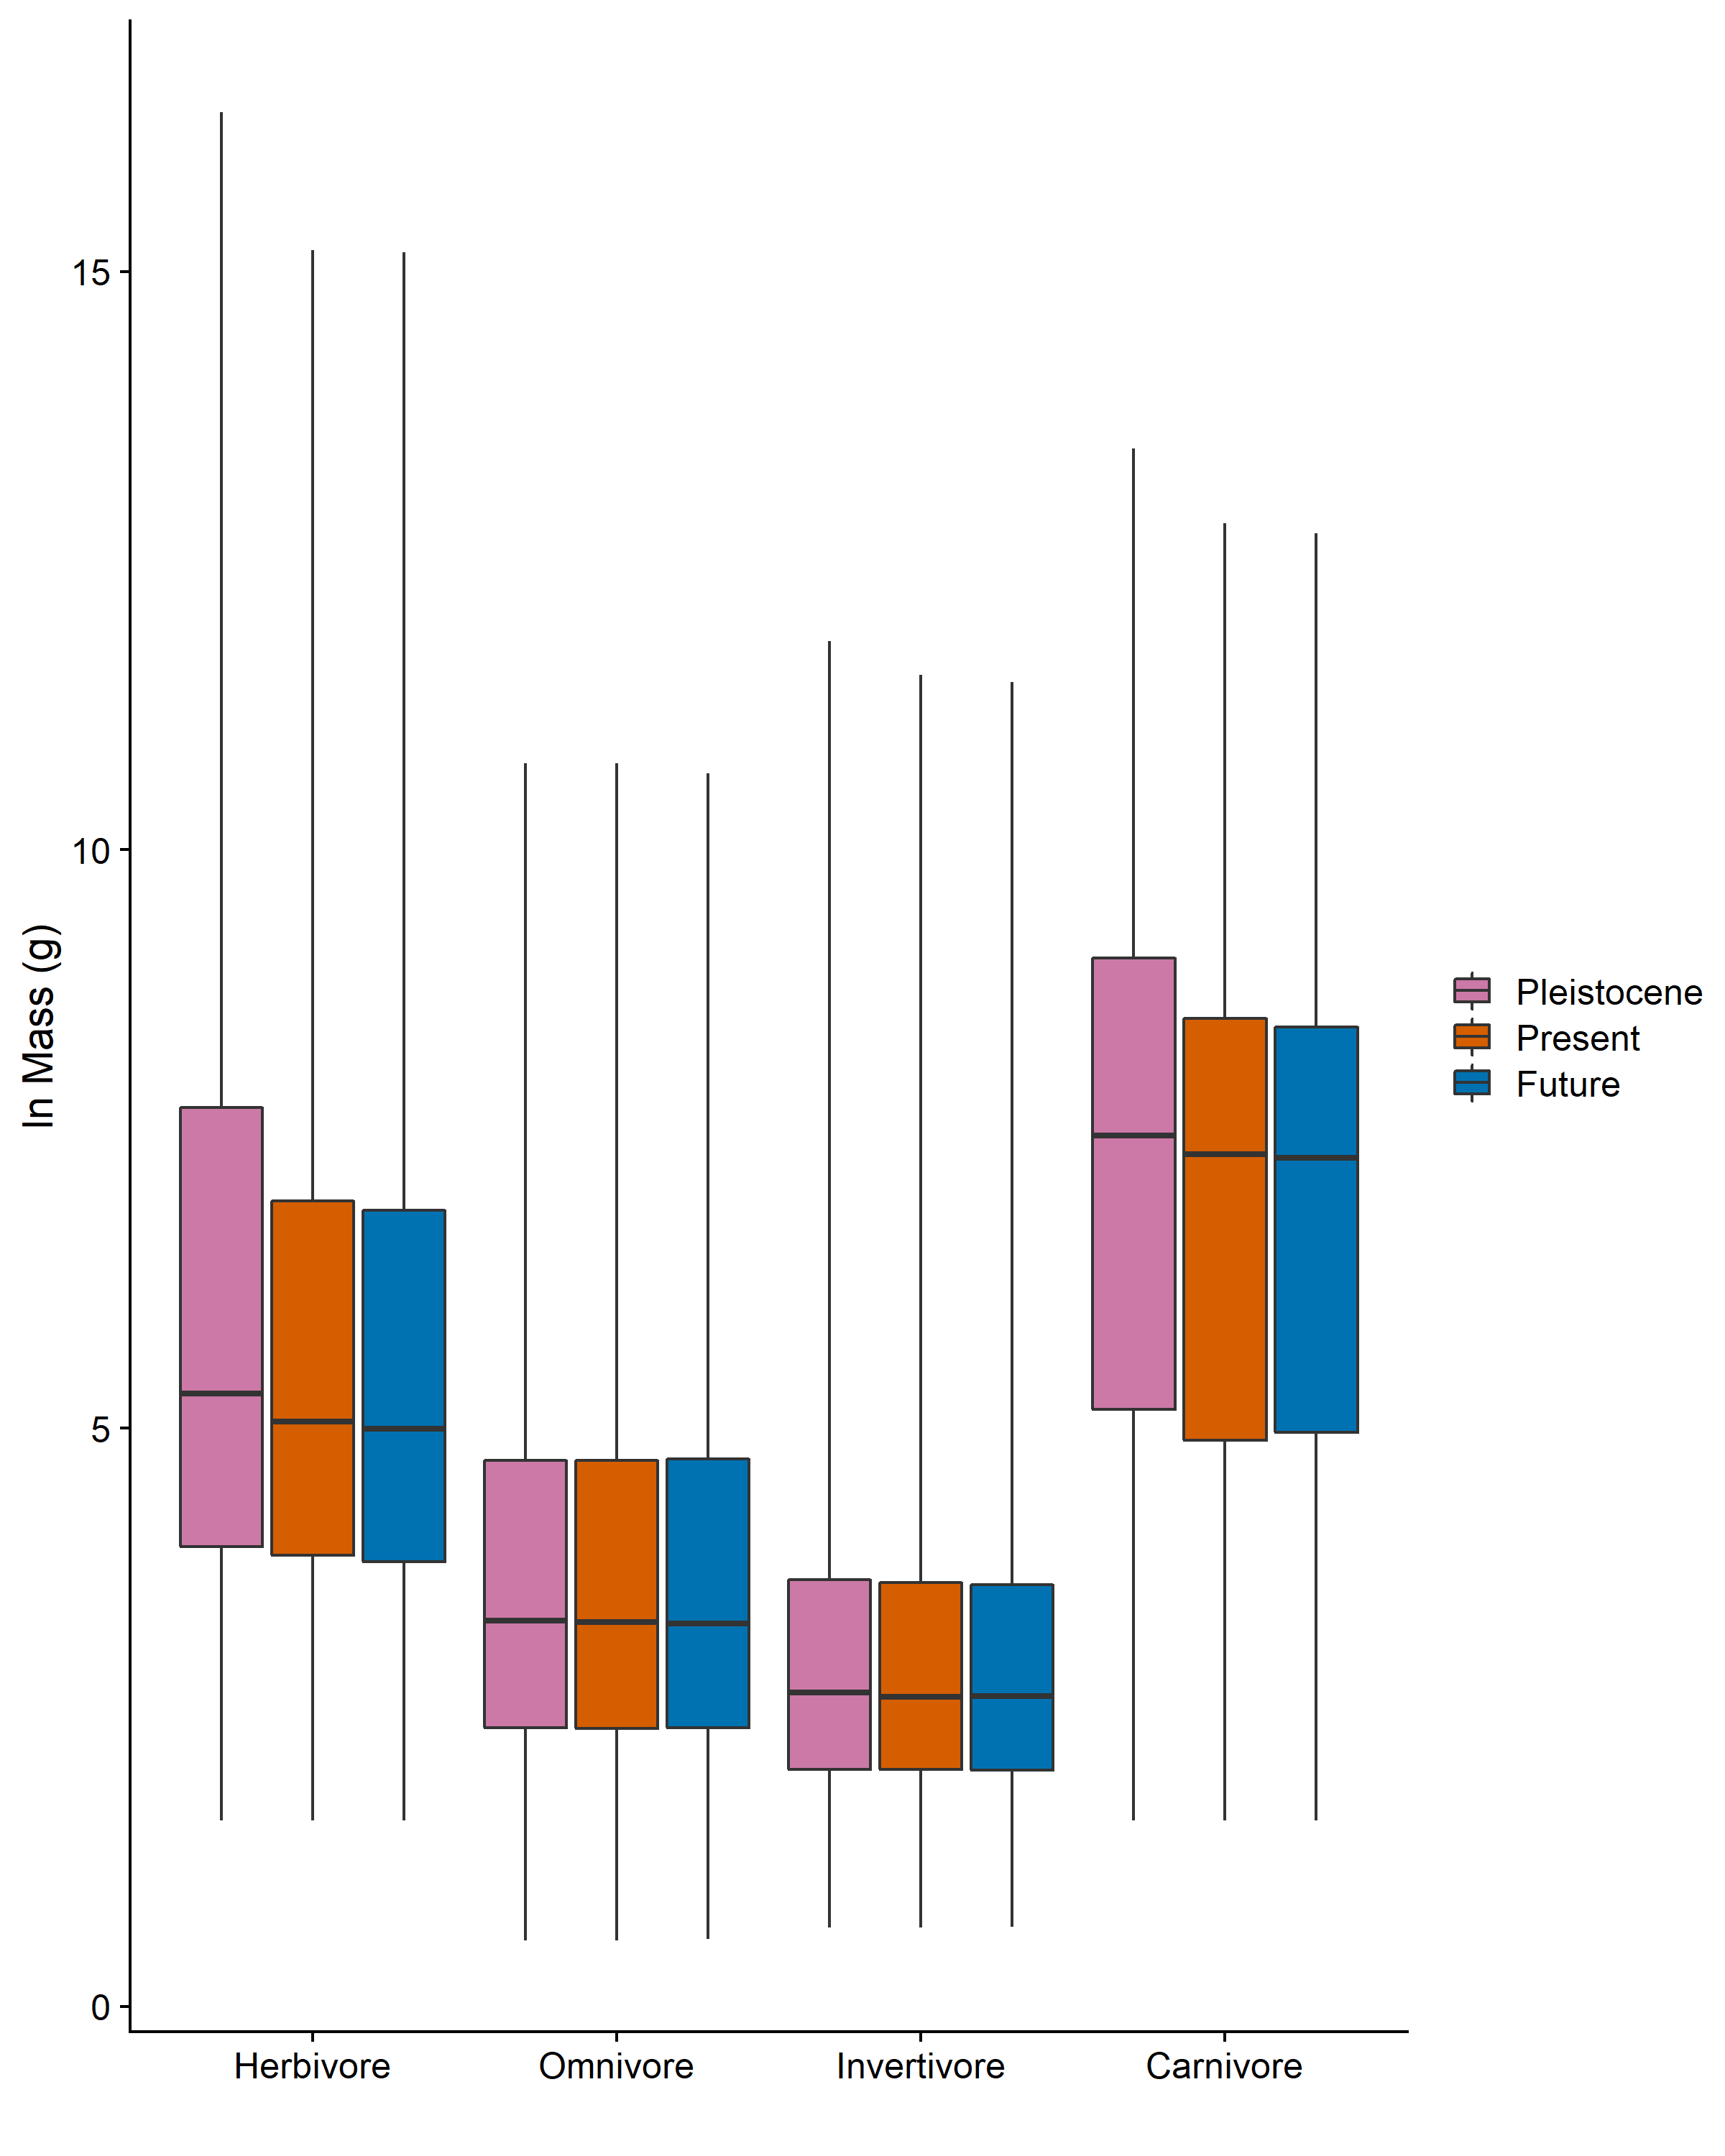 ln Mass (g)
15
10
5
0
Herbivore
Omnivore
Invertivore
Carnivore
Pleistocene
Present
Future